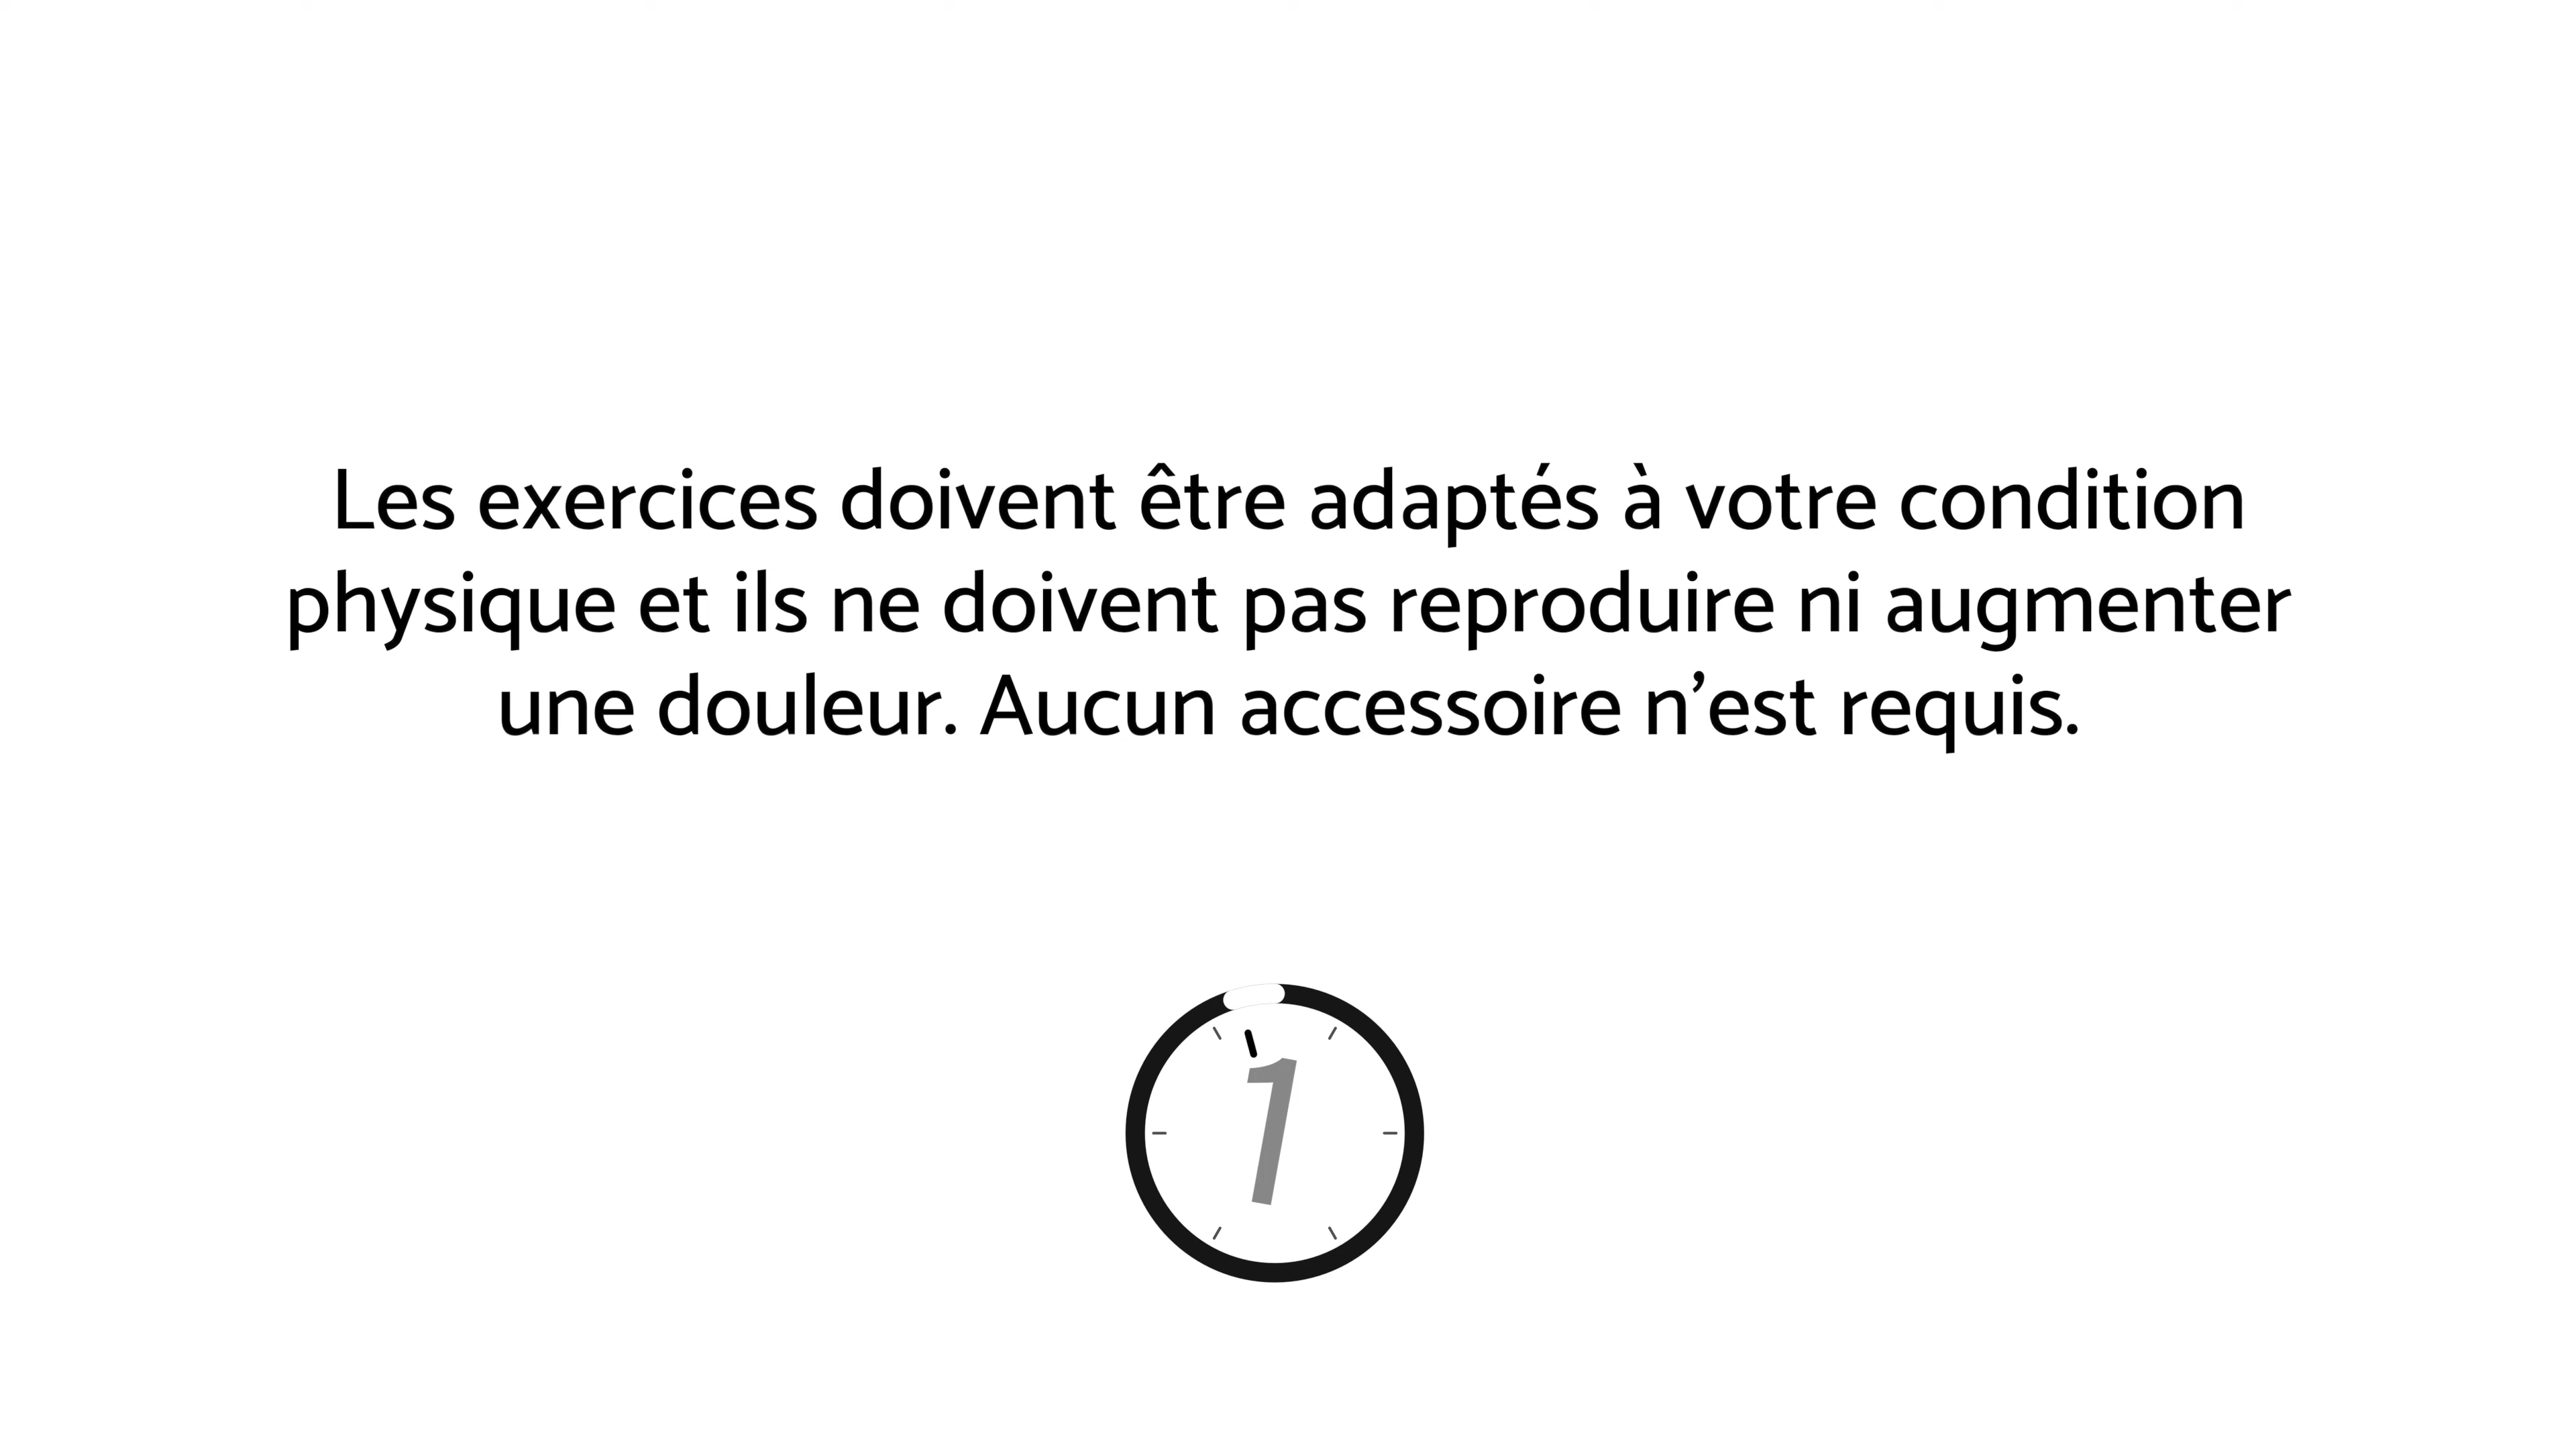 Les exercices doivent être adaptés à votre condition
physique et ils ne doivent pas reproduire ni augmenter
une douleur. Aucun accessoire n’est requis.
1